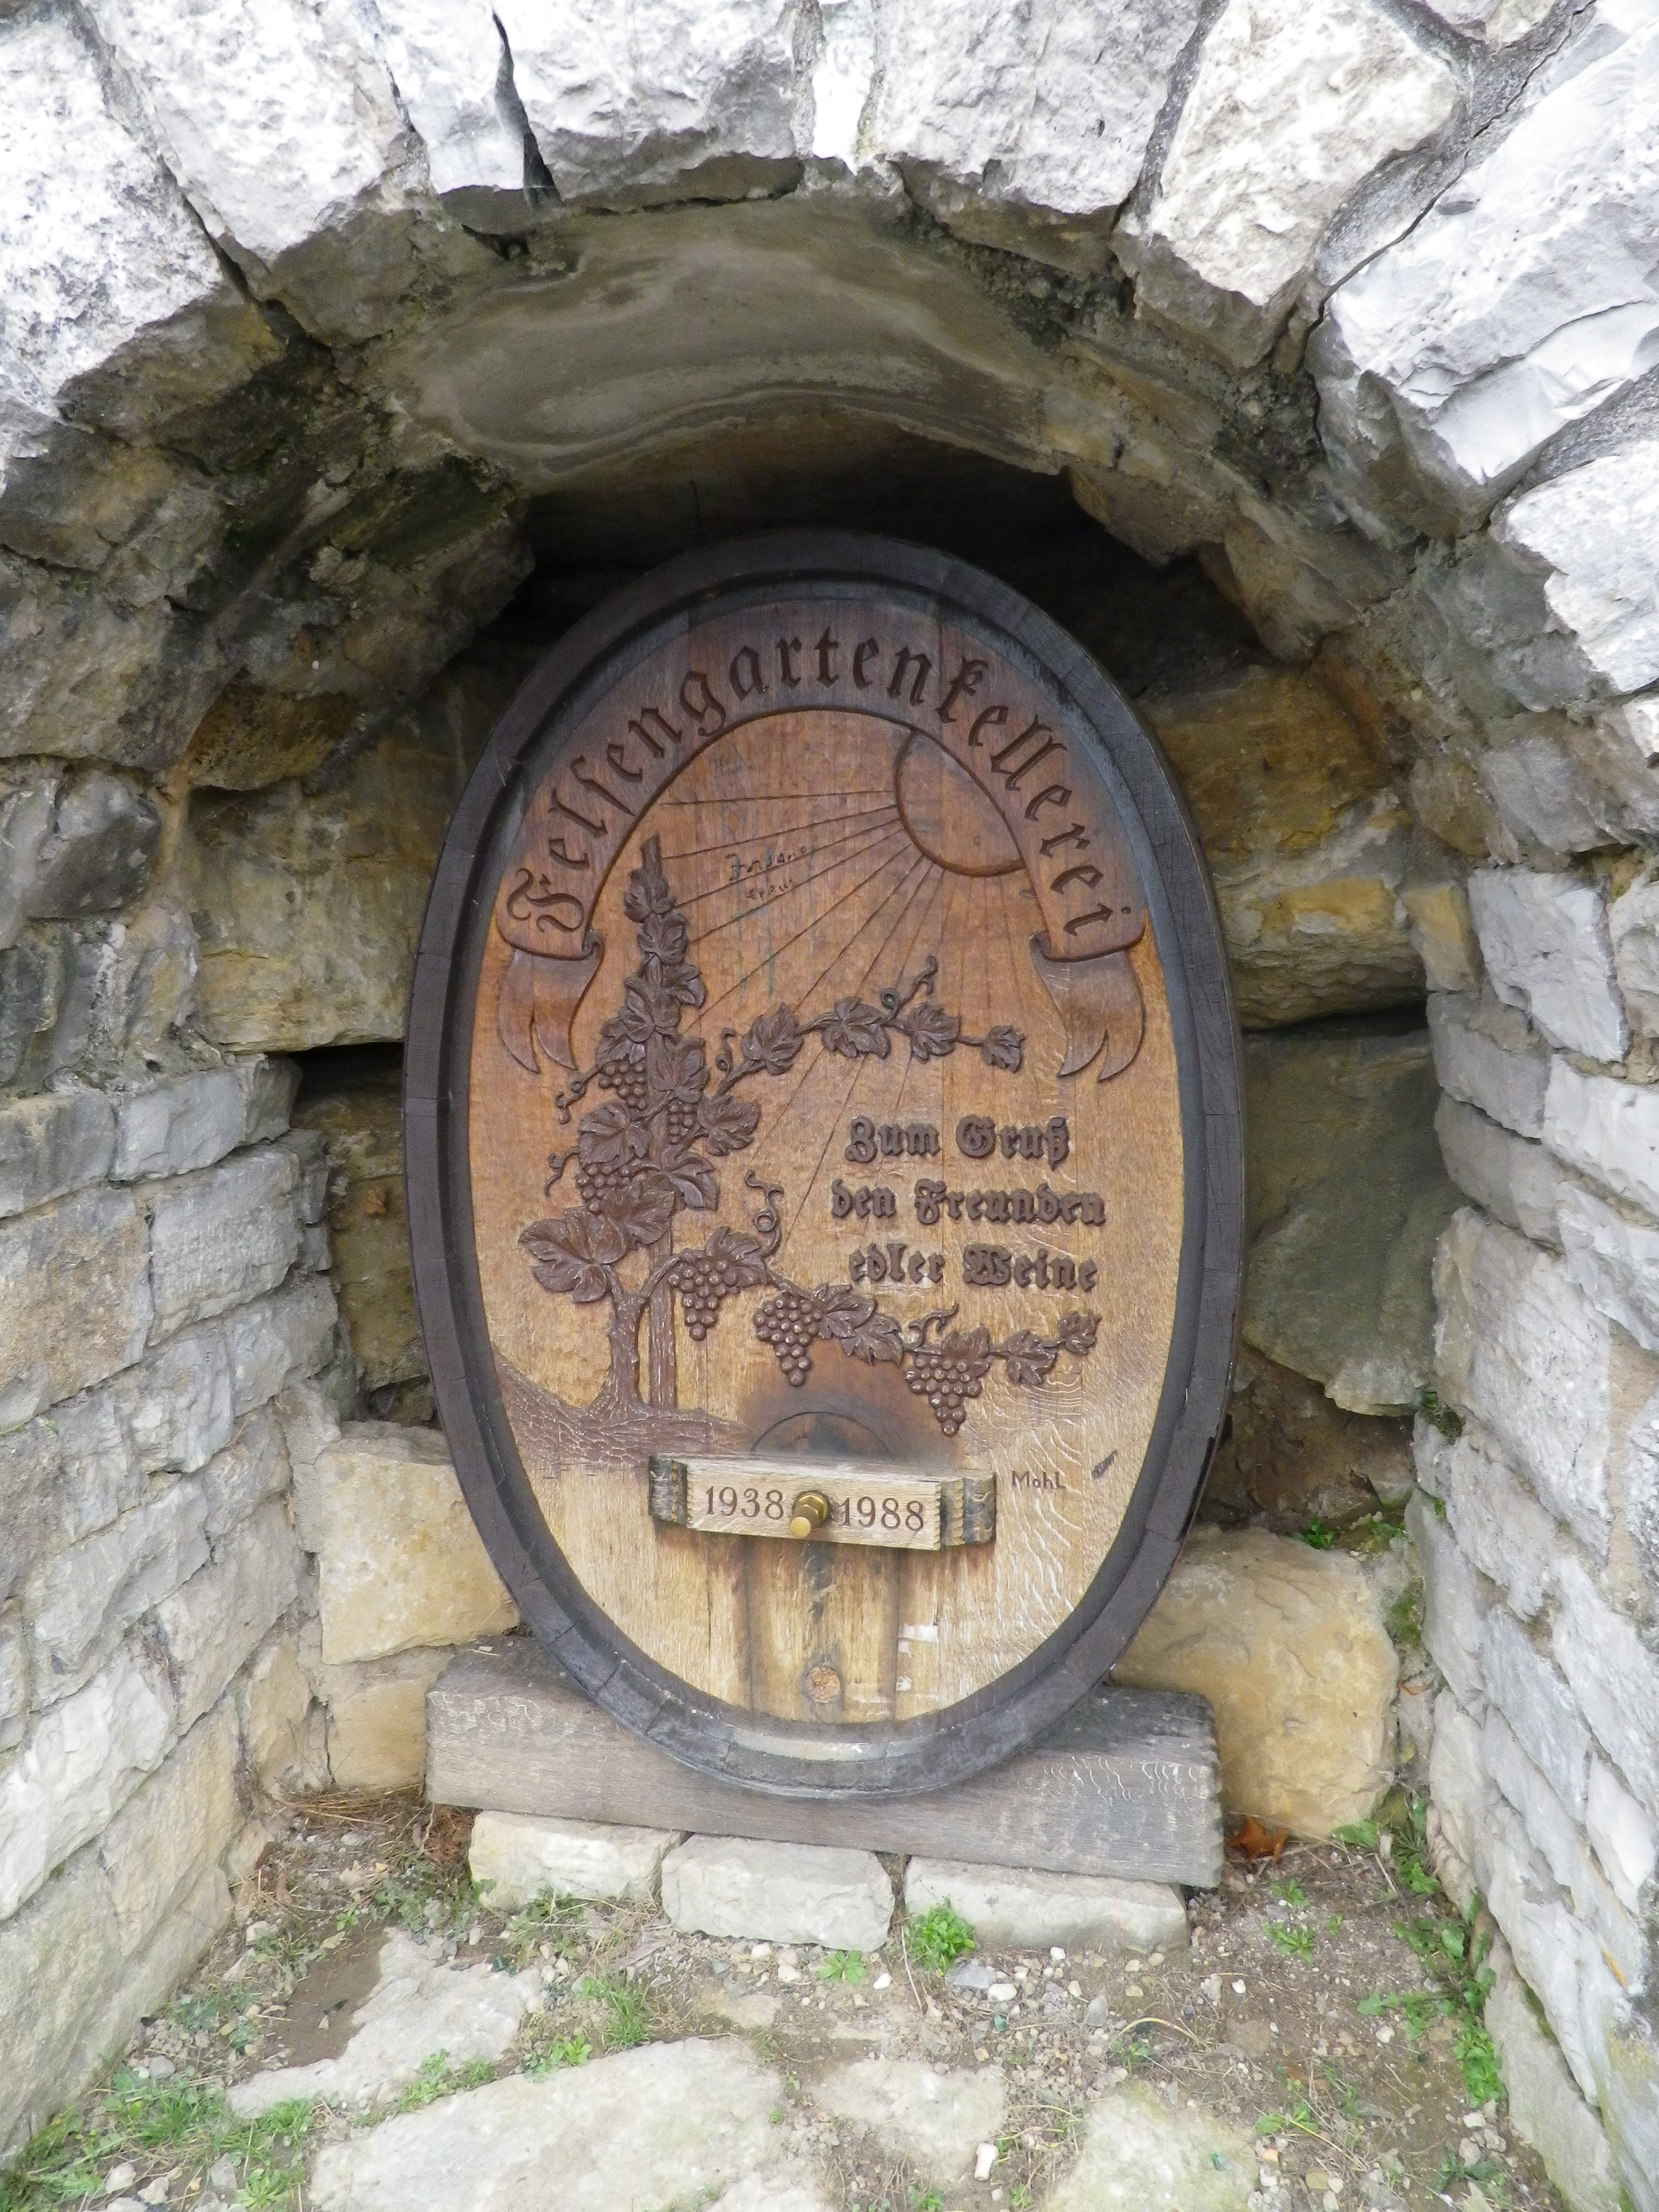 Felsengartenkellerei
Zum Gruß
den Freunden
edler Weine
1938 1988
Mohl